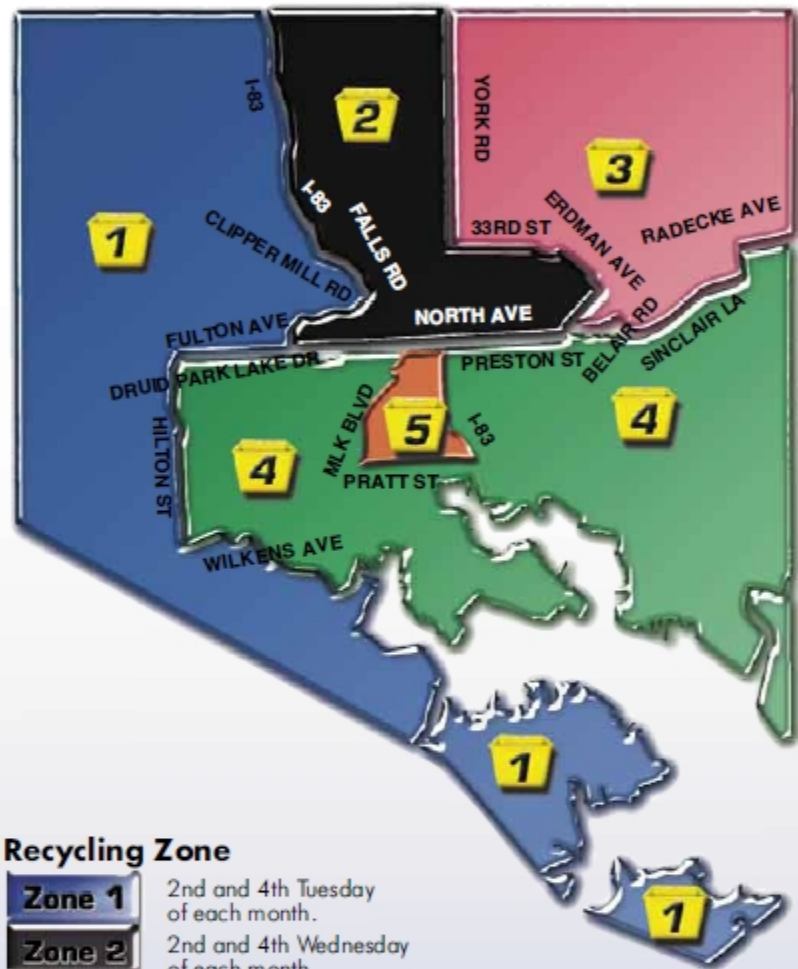 I-83
2
YORK RD
3
I-83
FALLS RD
ERDMAN AVE
RADECKE AVE
33RD ST
1
CLIPPER MILL RD
NORTH AVE
FULTON AVE
BELAIR RD
SINCLAIR LA
DRUID PARK LAKE DR
PRESTON ST
HILTON ST
MLK BLVD
5
I-83
4
4
PRATT ST
WILKENS AVE
1
1
Recycling Zone
Zone 1
2nd and 4th Tuesday
of each month.
Zone 2
2nd and 4th Wednesday
of each month